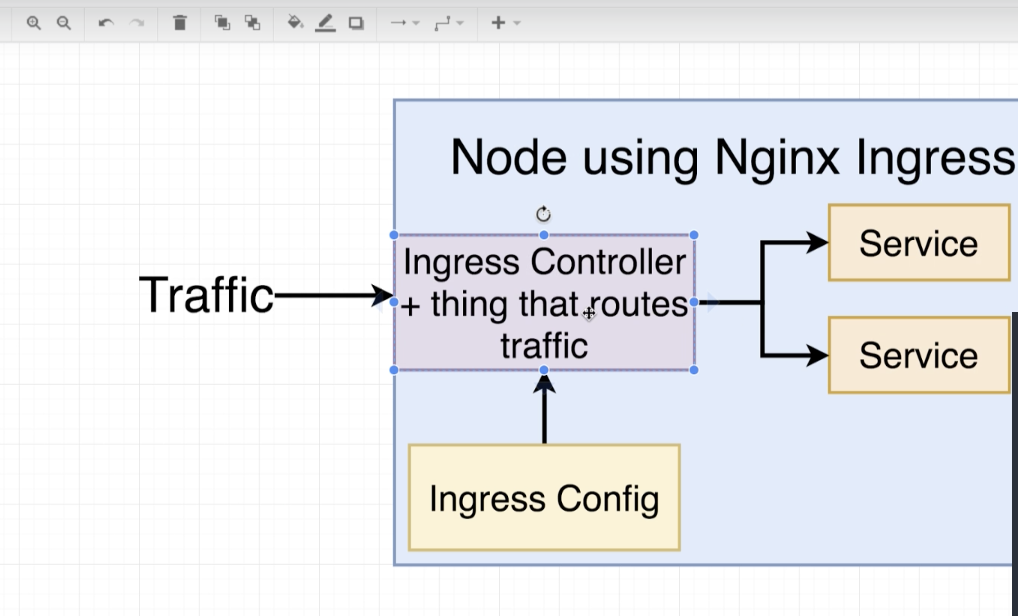 Node using Nginx Ingress
Traffic
Ingress Controller
+ thing that routes
traffic
Service
Service
Ingress Config